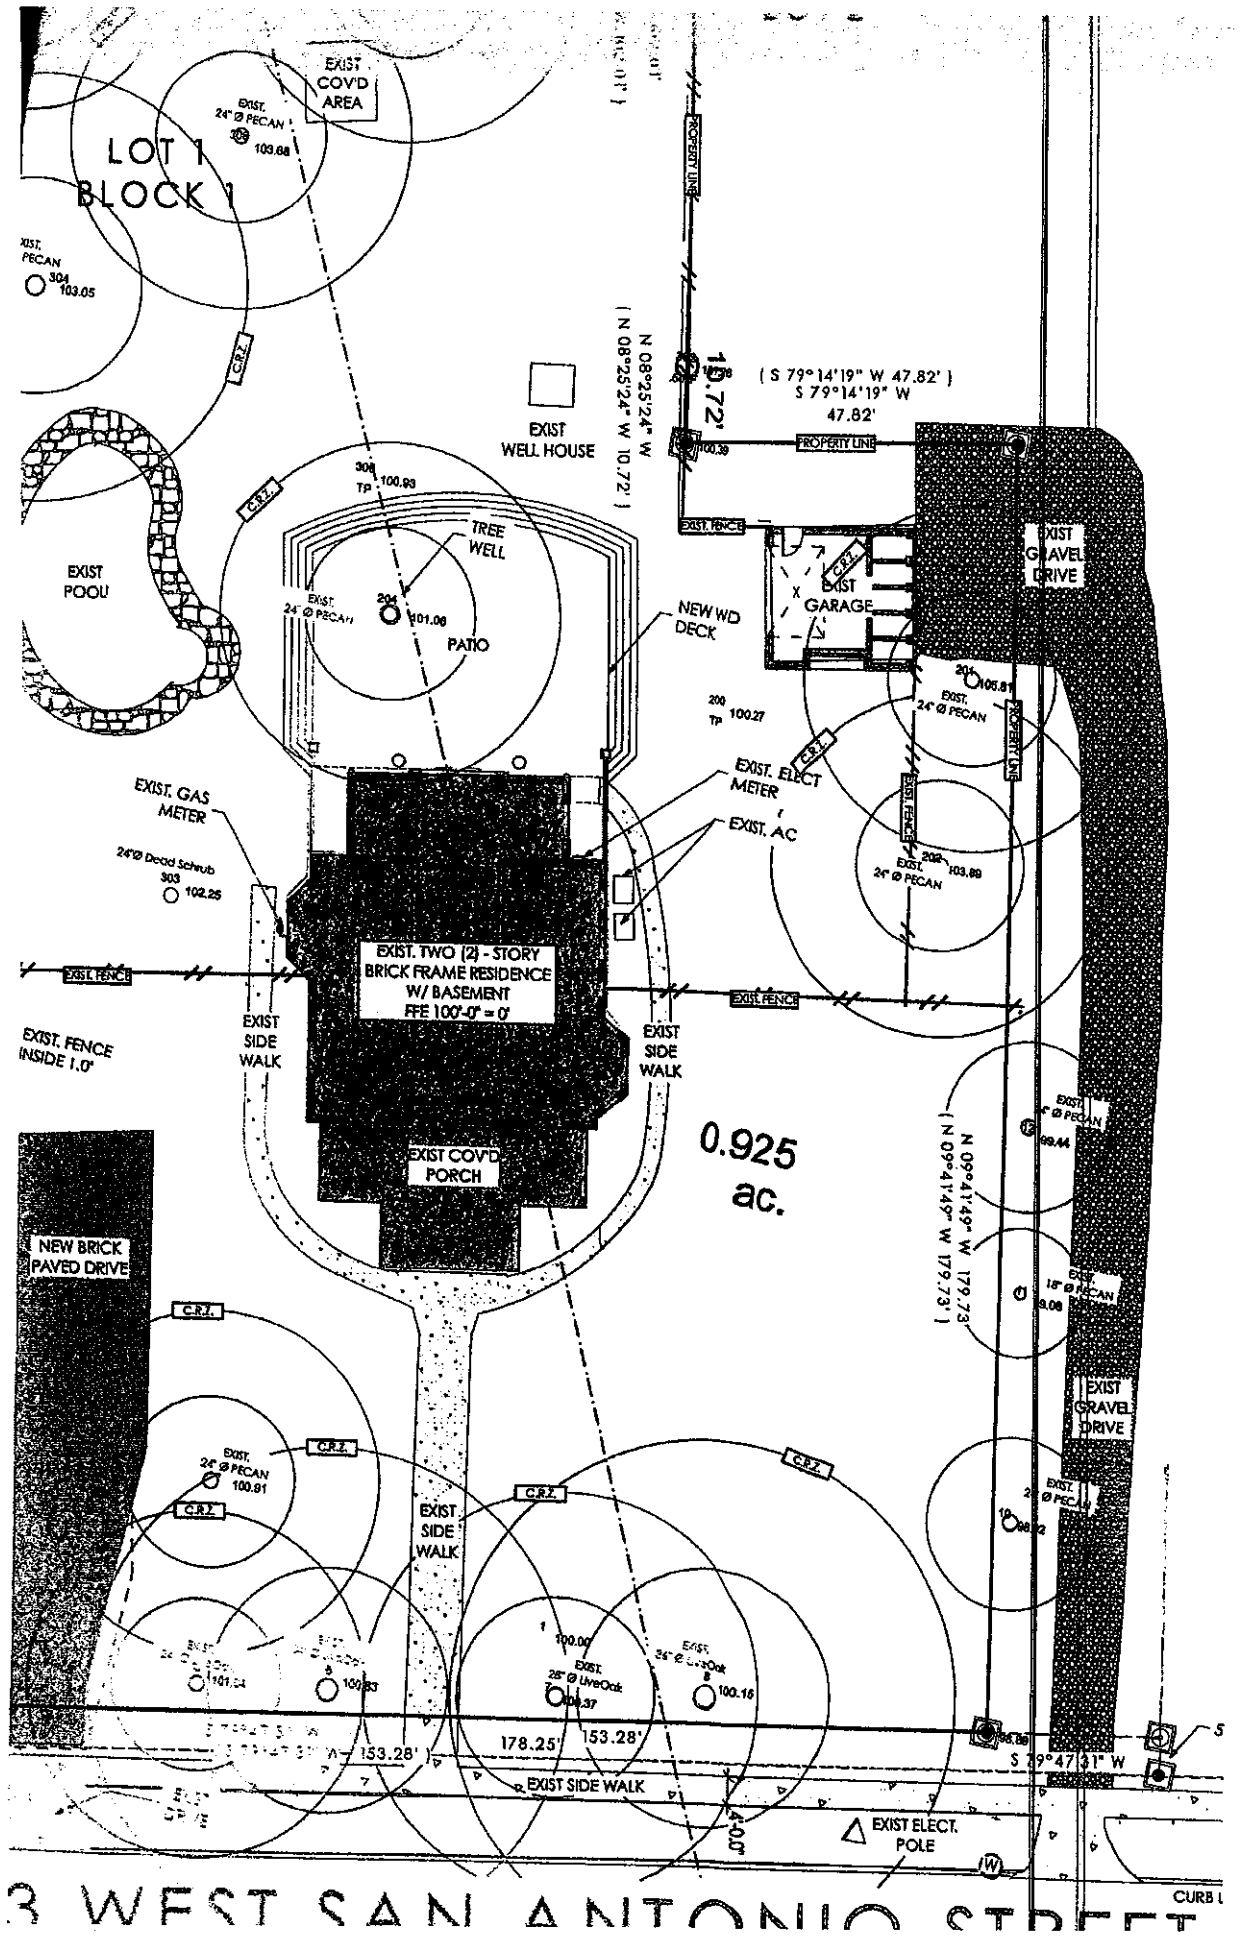 EXIST
COV'D
AREA
EXIST.
24" Ø PECAN
103.68
LOT 1
BLOCK 1
PROPERTY LINE
XIST.
PECAN
304
103.05
C.R.Z.
N 08°25'24" W
( N 08°25'24" W 10.72' )
10.72'
( S 79°14'19" W 47.82' )
S 79°14'19" W
47.82'
EXIST
WELL HOUSE
100.39
PROPERTY LINE
C.R.Z.
TP 100.93
TREE
WELL
EXIST. FENCE
EXIST
GRAVEL
DRIVE
C.R.Z.
EXIST
GARAGE
X
EXIST
POOL
EXIST.
24" Ø PECAN
204
101.06
PATIO
NEW WD
DECK
201
EXIST.
24" Ø PECAN
200
TP 100.27
PROPERTY LINE
C.R.Z.
EXIST. ELECT
METER
EXIST. GAS
METER
EXIST. AC
EXIST. FENCE
24"Ø Dead Schrub
303
102.25
202
103.89
EXIST.
24" Ø PECAN
EXIST. TWO (2) - STORY
BRICK FRAME RESIDENCE
W/ BASEMENT
FFE 100'-0" = 0'
EXIST. FENCE
EXIST. FENCE
EXIST
SIDE
WALK
EXIST
SIDE
WALK
EXIST. FENCE
INSIDE 1.0'
EXIST.
Ø PECAN
99.44
0.925
ac.
N 09°41'49" W 179.73
( N 09°41'49" W 179.73' )
EXIST COV'D
PORCH
NEW BRICK
PAVED DRIVE
EXIST.
18" Ø PECAN
9.08
C.R.Z.
EXIST
GRAVEL
DRIVE
C.R.Z.
C.R.Z.
EXIST.
24" Ø PECAN
100.91
C.R.Z.
C.R.Z.
EXIST
SIDE
WALK
EXIST.
Ø PECAN
10
1 100.00
EXIST.
LiveOak
EXIST.
LiveOak
8
100.15
100.83
153.28' )
178.25'
153.28'
S 79°47'31" W
5
EXIST SIDE WALK
4'-0.0"
EXIST ELECT.
POLE
W
CURB
3 WEST SAN ANTONIO STREET